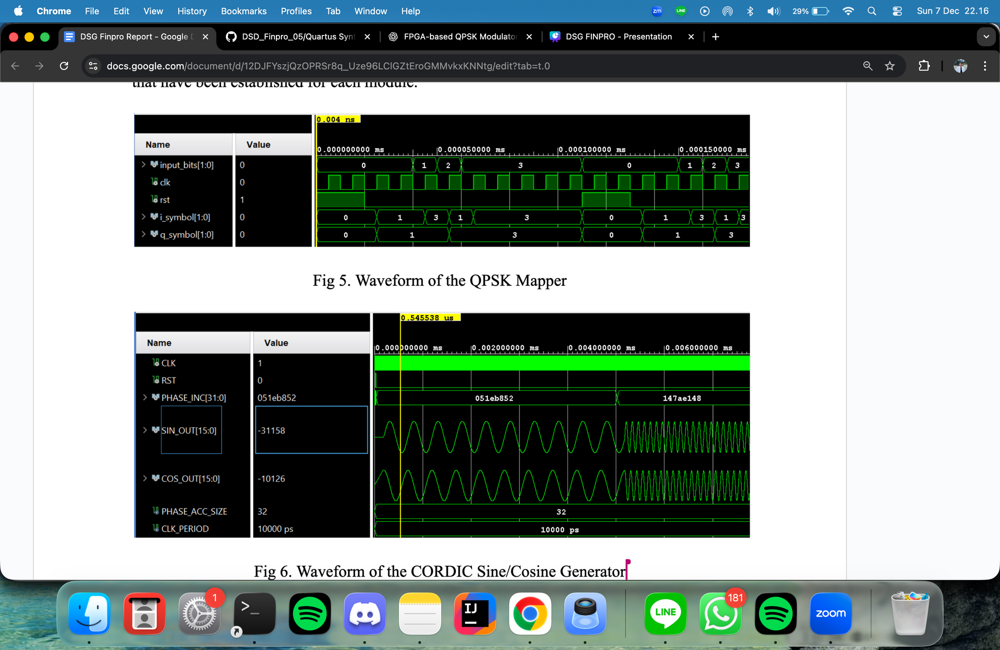 Chrome File Edit View History Bookmarks Profiles Tab Window Help zm LINE 29% Sun 7 Dec 22.16
DSG Finpro Report - Google D DSD_Finpro_05/Quartus Synt FPGA-based QPSK Modulator DSG FINPRO - Presentation
docs.google.com/document/d/12DJFYszjQzOPRSr8q_Uze96LClGZtEroGMMvkxKNNtg/edit?tab=t.0
that have been established for each module.
0.004 ns
Name Value
0.000000000 ms 0.000050000 ms 0.000100000 ms 0.000150000 ms
input_bits[1:0] 0 0 1 2 3 0 1 2 3
clk 0
rst 1
i_symbol[1:0] 0 0 1 3 1 3 0 1 3 1 3
q_symbol[1:0] 0 0 1 3 0 1 3
Fig 5. Waveform of the QPSK Mapper
0.545538 us
Name Value
0.000000000 ms 0.002000000 ms 0.004000000 ms 0.006000000 ms
CLK 1
RST 0
PHASE_INC[31:0] 051eb852 051eb852 147ae148
SIN_OUT[15:0] -31158
COS_OUT[15:0] -10126
PHASE_ACC_SIZE 32 32
CLK_PERIOD 10000 ps 10000 ps
Fig 6. Waveform of the CORDIC Sine/Cosine Generator
1 >_ IJ LINE 181 zoom